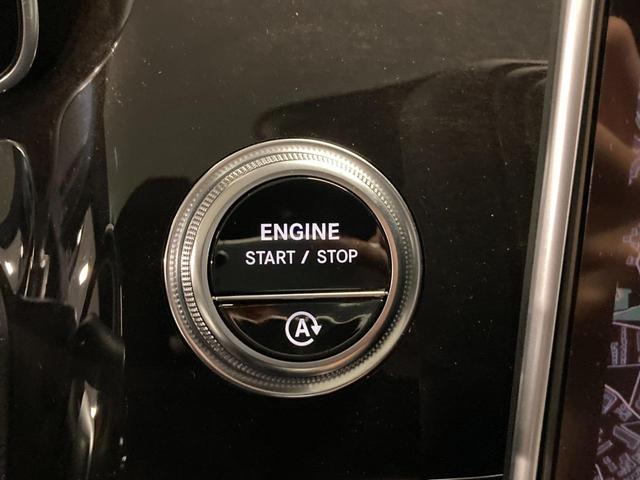 ENGINE
START / STOP
A